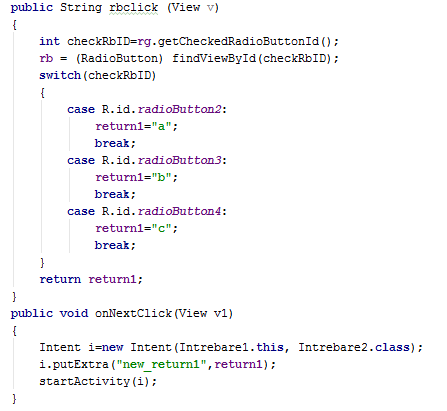 public String rbclick (View v)
{
    int checkRbID=rg.getCheckedRadioButtonId();
    rb = (RadioButton) findViewById(checkRbID);
    switch(checkRbID)
    {
        case R.id.radioButton2:
            return1="a";
            break;
        case R.id.radioButton3:
            return1="b";
            break;
        case R.id.radioButton4:
            return1="c";
            break;
    }
    return return1;
}
public void onNextClick(View v1)
{
    Intent i=new Intent(Intrebare1.this, Intrebare2.class);
    i.putExtra("new_return1",return1);
    startActivity(i);
}